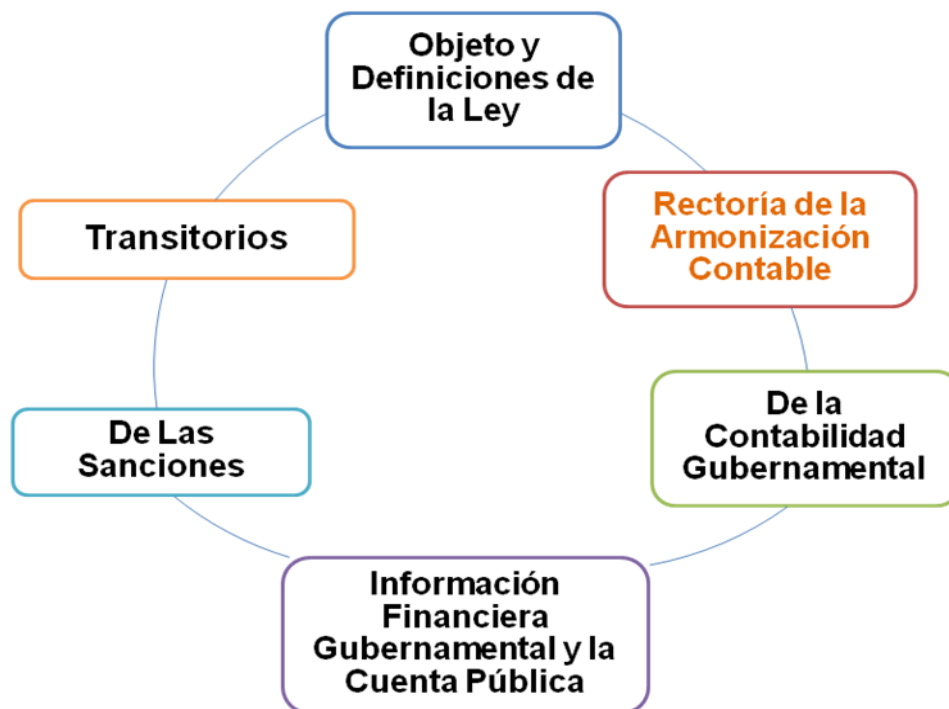 Objeto y
Definiciones de
la Ley
Rectoría de la
Armonización
Contable
De la
Contabilidad
Gubernamental
Información
Financiera
Gubernamental y la
Cuenta Pública
De Las
Sanciones
Transitorios